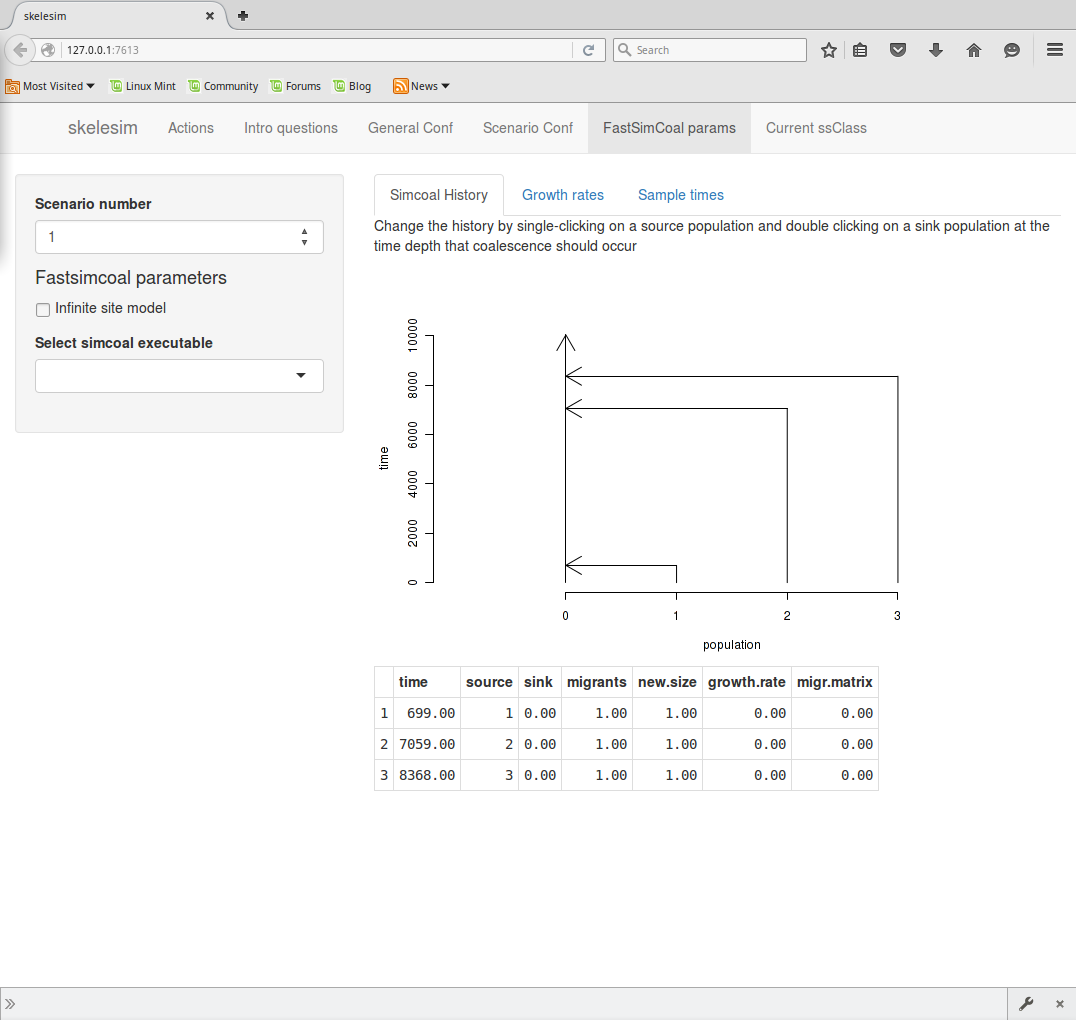 skelesim
127.0.0.1:7613
Search
Most Visited
Linux Mint
Community
Forums
Blog
News
skelesim Actions Intro questions General Conf Scenario Conf FastSimCoal params Current ssClass
Scenario number
1
Fastsimcoal parameters
Infinite site model
Select simcoal executable
Simcoal History Growth rates Sample times
Change the history by single-clicking on a source population and double clicking on a sink population at the
time depth that coalescence should occur
time
10000
8000
6000
4000
2000
0
0 1 2 3
population
time source sink migrants new.size growth.rate migr.matrix
1 699.00 1 0.00 1.00 1.00 0.00 0.00
2 7059.00 2 0.00 1.00 1.00 0.00 0.00
3 8368.00 3 0.00 1.00 1.00 0.00 0.00